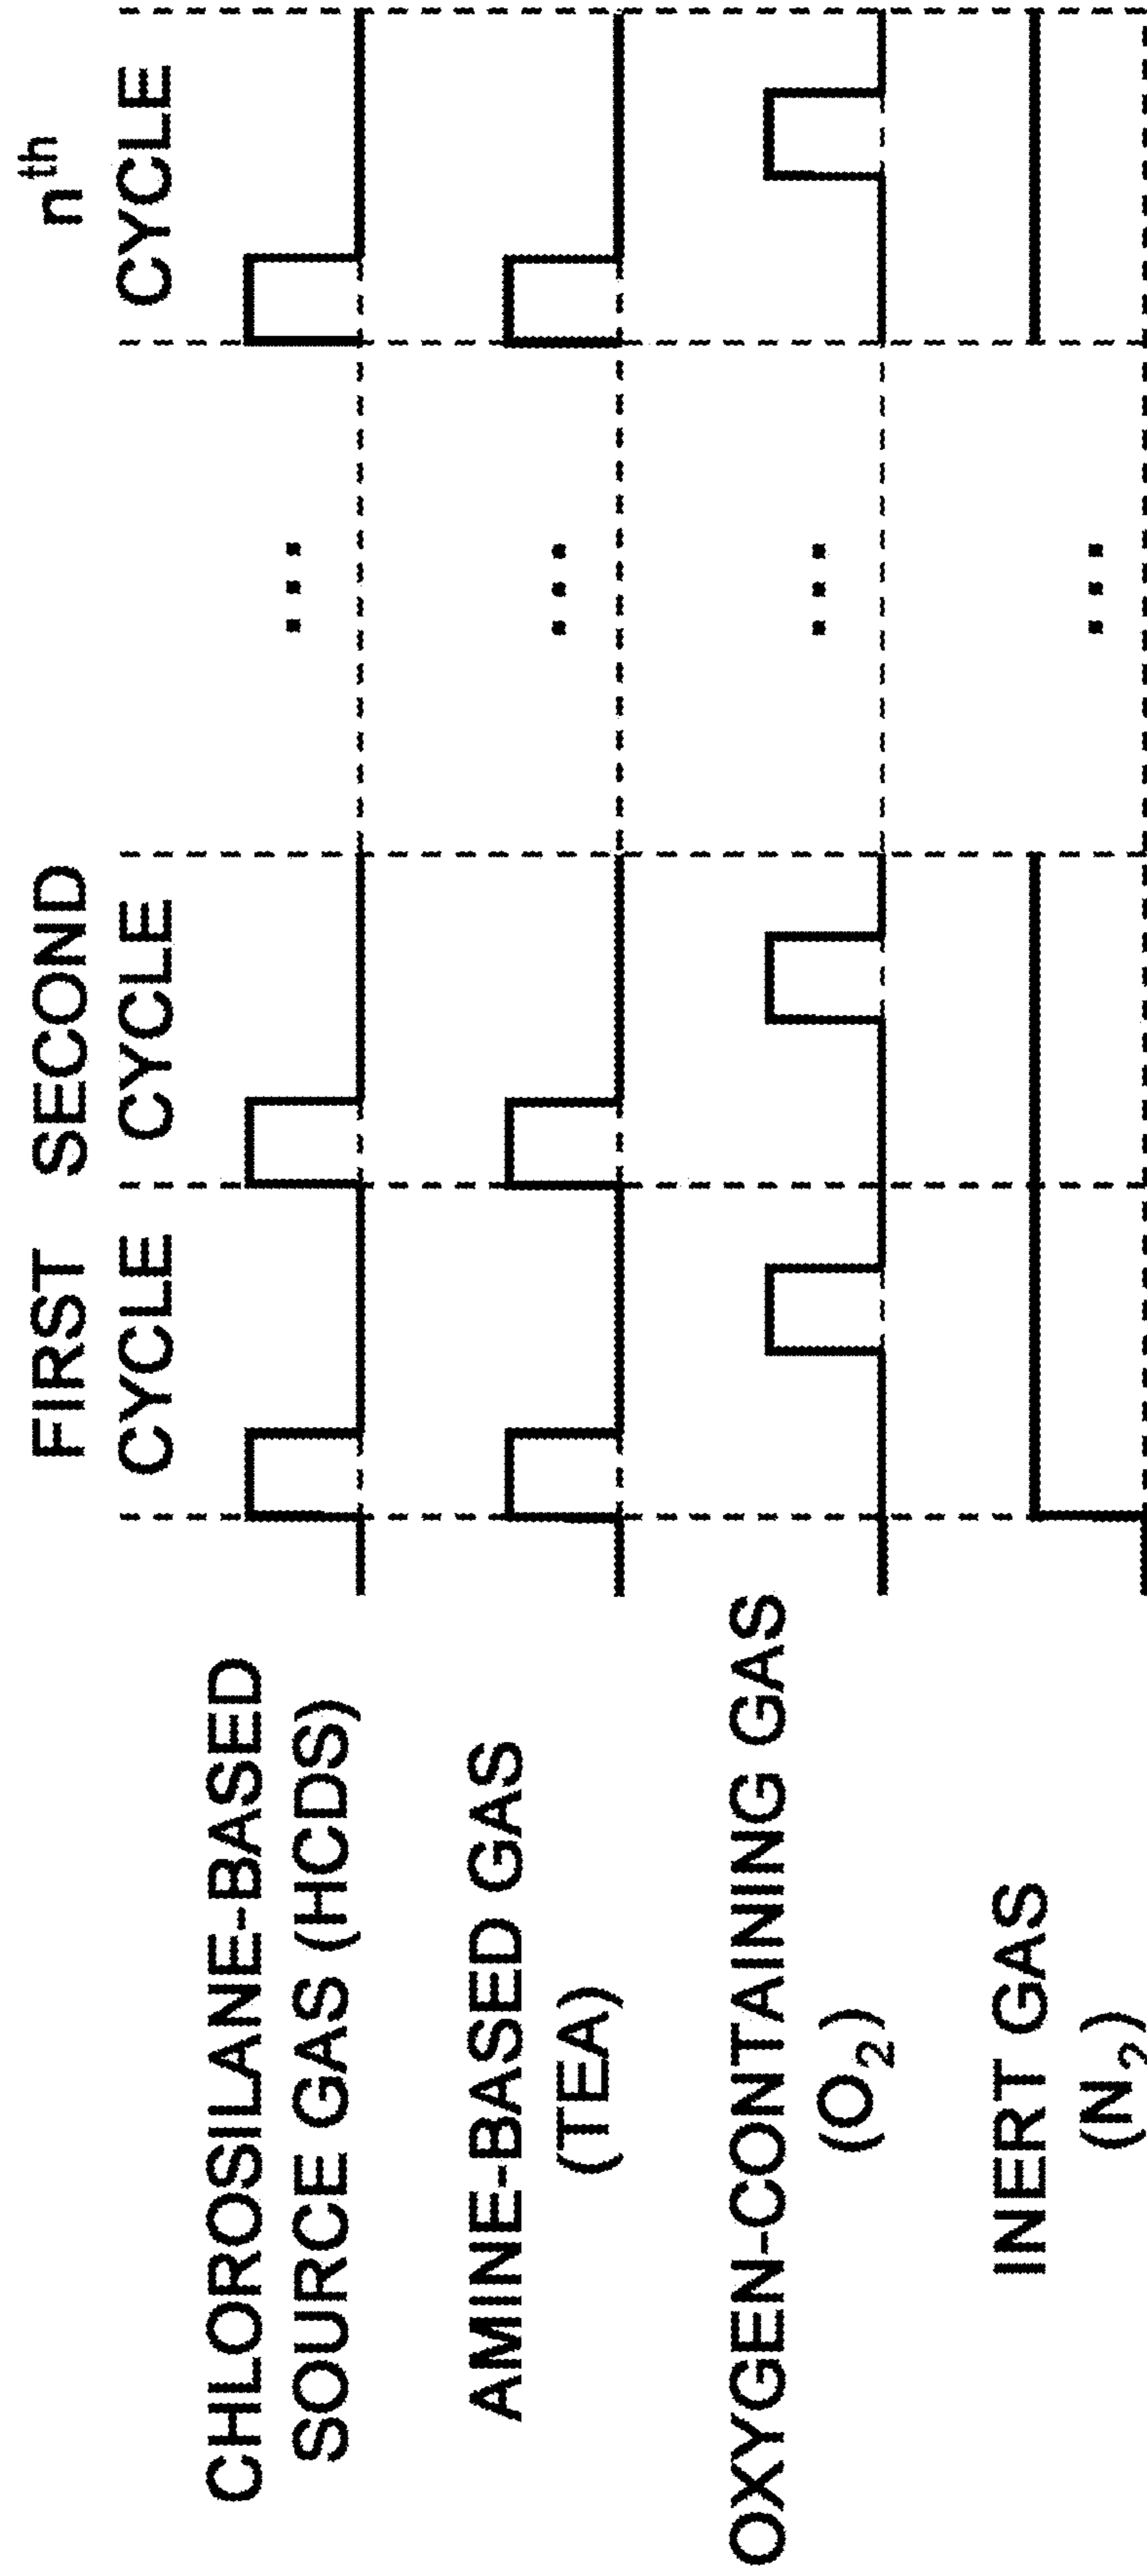 FIRST
CYCLE
SECOND
CYCLE
nth
CYCLE
CHLOROSILANE-BASED
SOURCE GAS (HCDS)
AMINE-BASED GAS
(TEA)
OXYGEN-CONTAINING GAS
(O2)
INERT GAS
(N2)